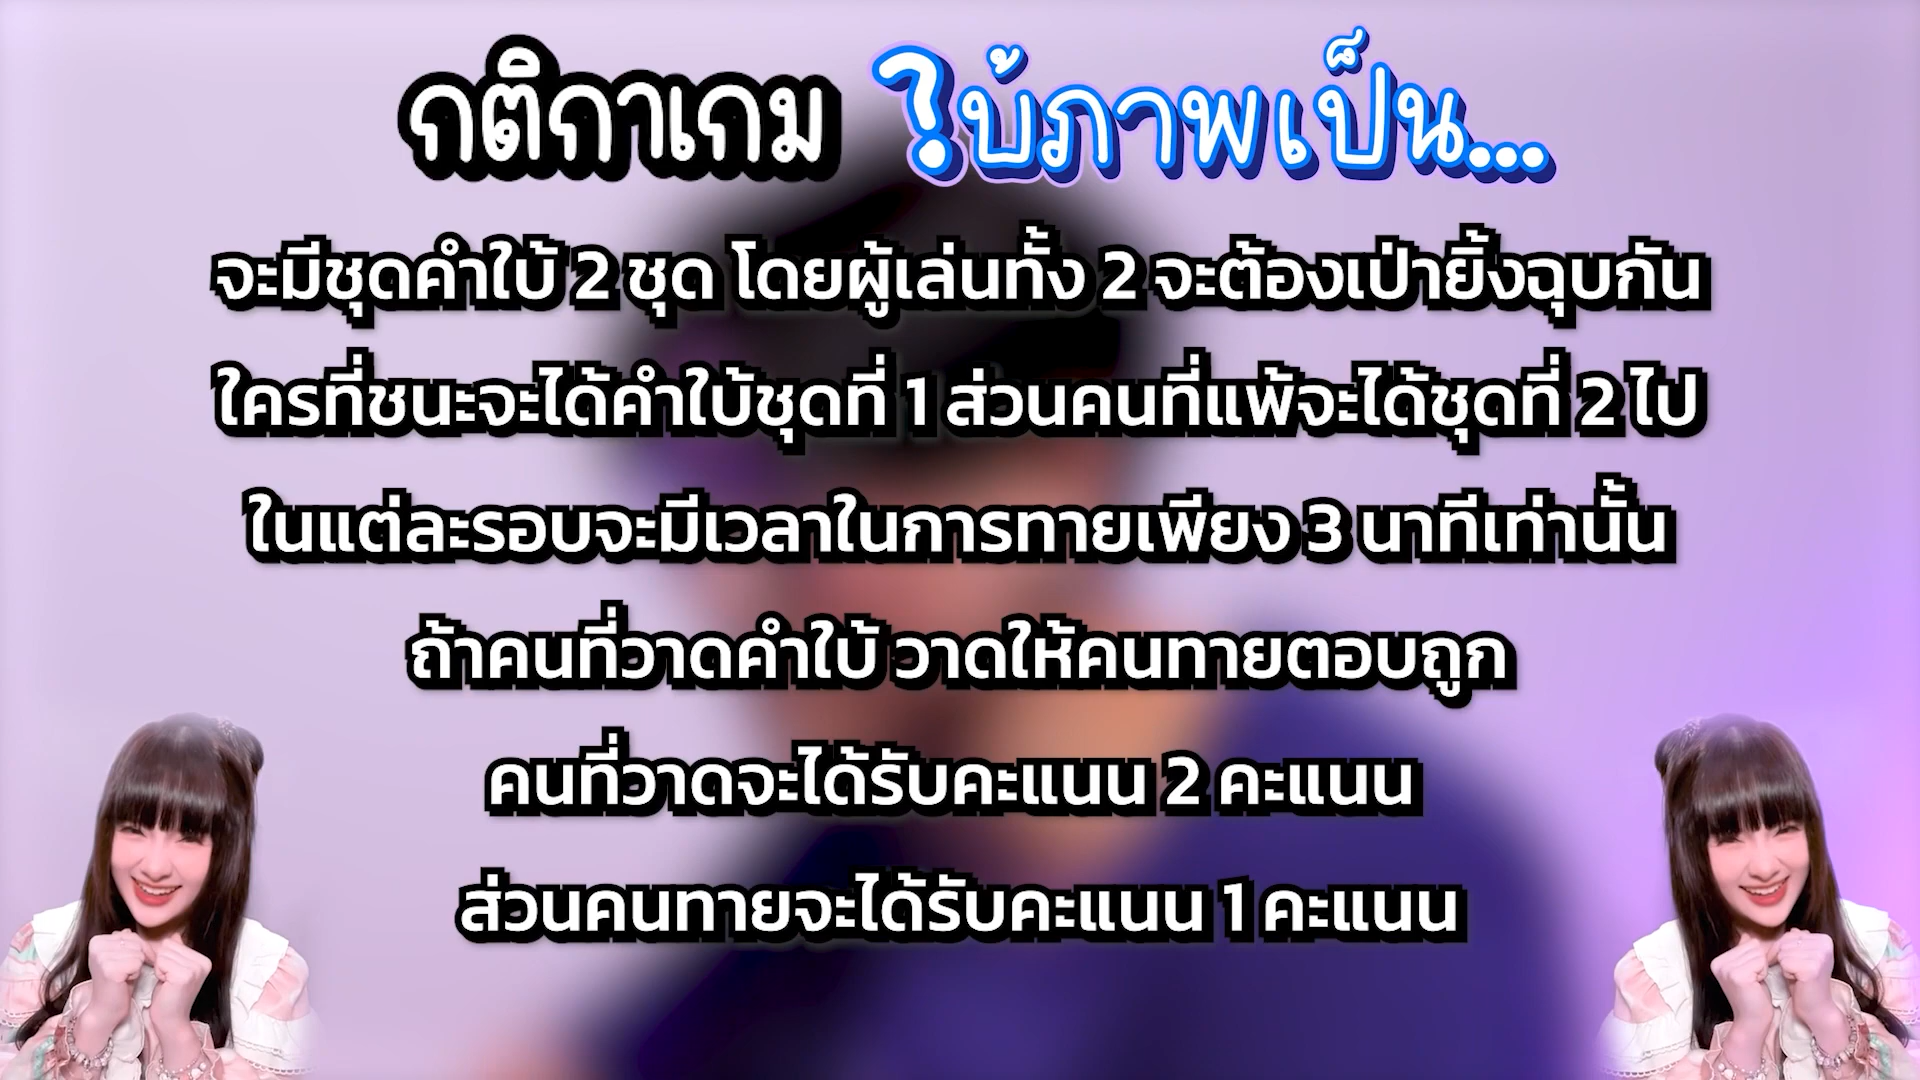 กติกาเกม ใบ้ภาพเป็น...
จะมีชุดคำใบ้ 2 ชุด โดยผู้เล่นทั้ง 2 จะต้องเป่ายิ้งฉุบกัน
ใครที่ชนะจะได้คำใบ้ชุดที่ 1 ส่วนคนที่แพ้จะได้ชุดที่ 2 ไป
ในแต่ละรอบจะมีเวลาในการทายเพียง 3 นาทีเท่านั้น
ถ้าคนที่วาดคำใบ้ วาดให้คนทายตอบถูก
คนที่วาดจะได้รับคะแนน 2 คะแนน
ส่วนคนทายจะได้รับคะแนน 1 คะแนน